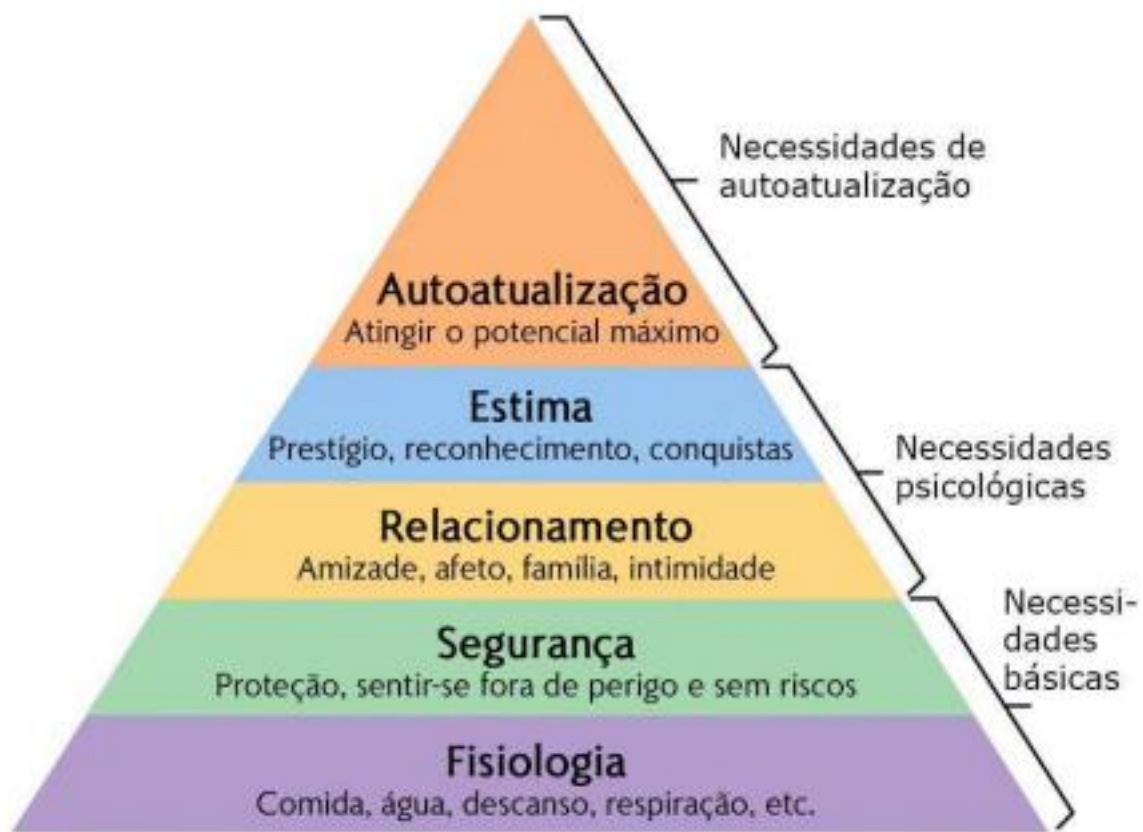 Necessidades de
autoatualização
Autoatualização
Atingir o potencial máximo
Estima
Prestígio, reconhecimento, conquistas
Necessidades
psicológicas
Relacionamento
Amizade, afeto, família, intimidade
Necessi-
dades
básicas
Segurança
Proteção, sentir-se fora de perigo e sem riscos
Fisiologia
Comida, água, descanso, respiração, etc.